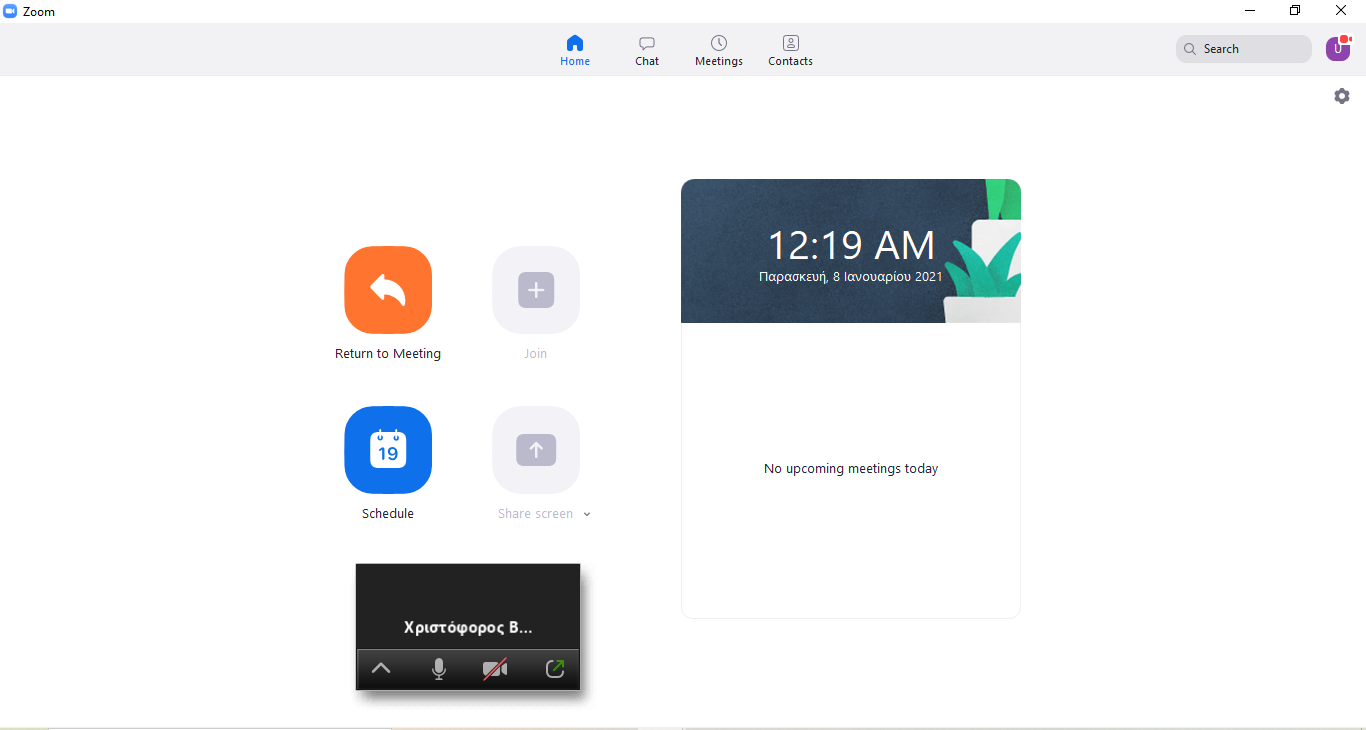 Zoom
Home
Chat
Meetings
Contacts
Search
U
12:19 AM
Παρασκευή, 8 Ιανουαρίου 2021
Return to Meeting
Join
19
Schedule
Share screen
No upcoming meetings today
Χριστόφορος Β...